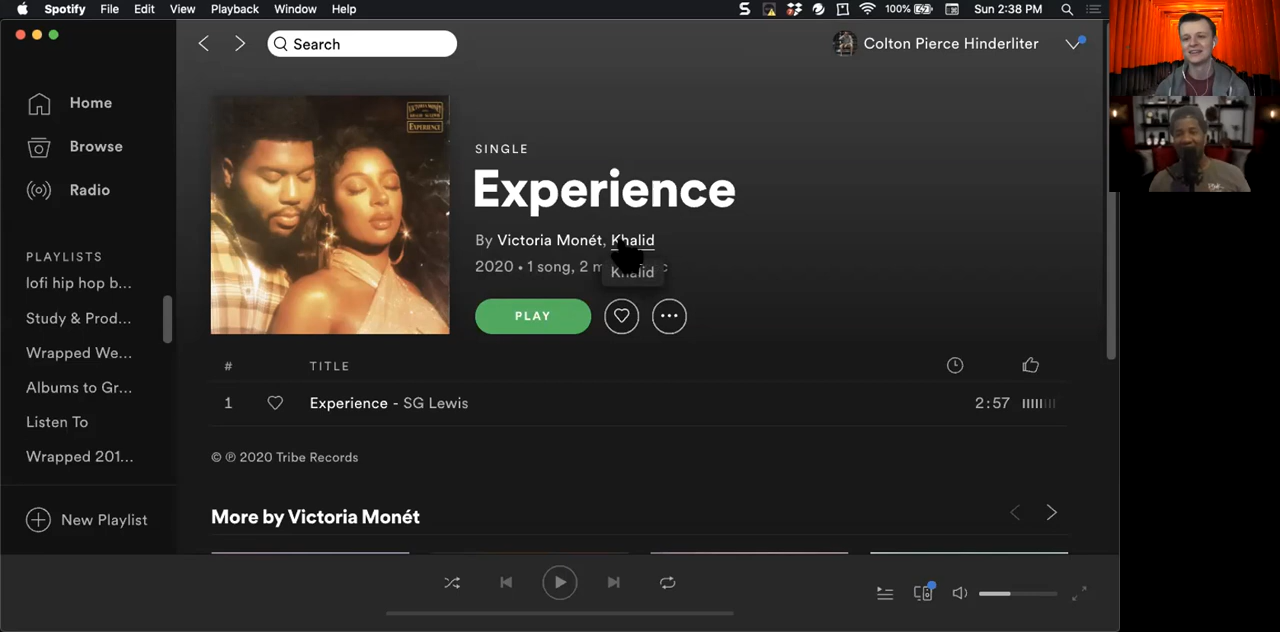 Spotify File Edit View Playback Window Help
100% Sun 2:38 PM
Search
Colton Pierce Hinderliter
Home
Browse
Radio
PLAYLISTS
lofi hip hop b...
Study & Prod...
Wrapped We...
Albums to Gr...
Listen To
Wrapped 201...
New Playlist
EXPERIENCE
SINGLE
Experience
By Victoria Monét, Khalid
2020 • 1 song, 2 m
Khalid
PLAY
# TITLE
1 Experience - SG Lewis 2:57
© ℗ 2020 Tribe Records
More by Victoria Monét